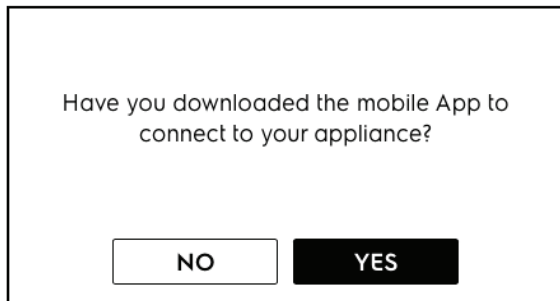 Have you downloaded the mobile App to
connect to your appliance?
NO
YES